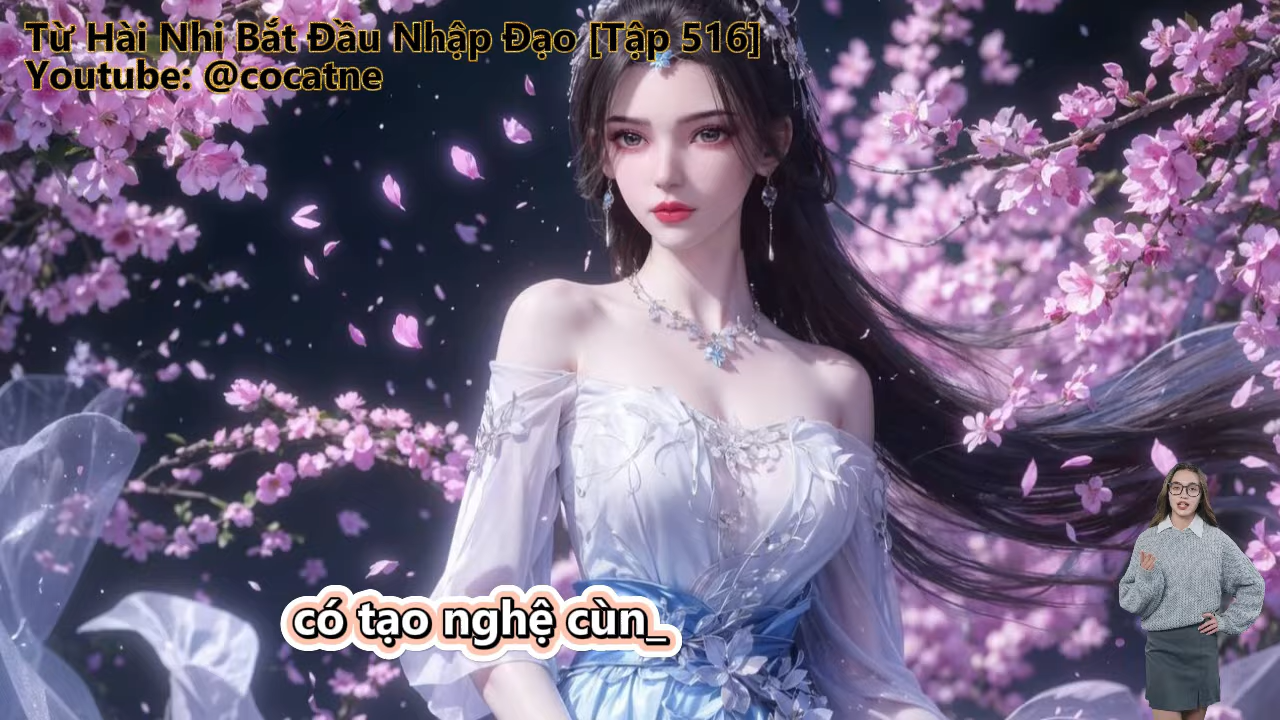 Từ Hài Nhi Bắt Đầu Nhập Đạo [Tập 516]
Youtube: @cocatne
có tạo nghệ cùn_